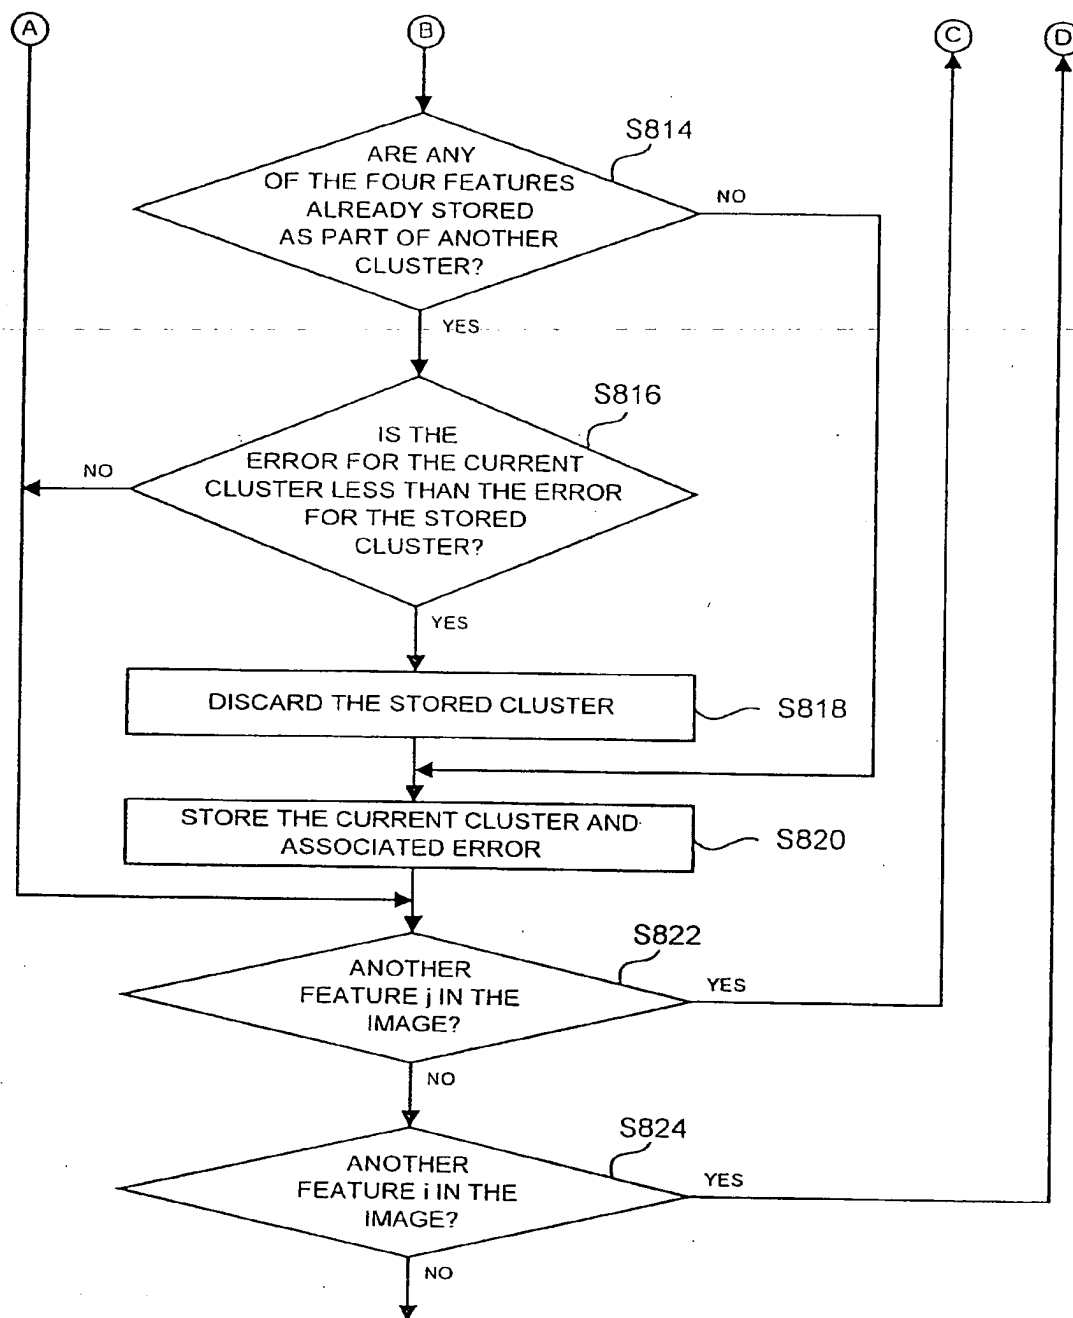 A
B
C
D
S814
ARE ANY
OF THE FOUR FEATURES
ALREADY STORED
AS PART OF ANOTHER
CLUSTER?
NO
YES
S816
IS THE
ERROR FOR THE CURRENT
CLUSTER LESS THAN THE ERROR
FOR THE STORED
CLUSTER?
NO
YES
DISCARD THE STORED CLUSTER
S818
STORE THE CURRENT CLUSTER AND
ASSOCIATED ERROR
S820
S822
ANOTHER
FEATURE j IN THE
IMAGE?
YES
NO
S824
ANOTHER
FEATURE i IN THE
IMAGE?
YES
NO